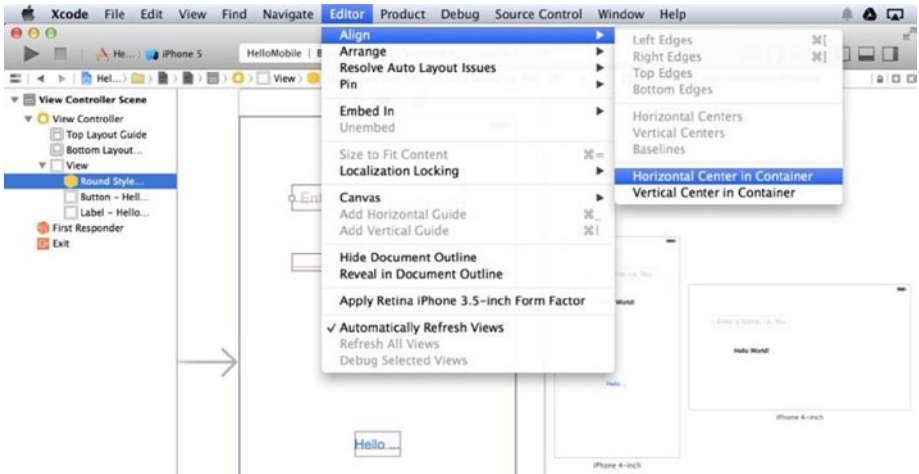 Xcode File Edit View Find Navigate Editor Product Debug Source Control Window Help
He...) iPhone 5 HelloMobile
Hel...) View
View Controller Scene
View Controller
Top Layout Guide
Bottom Layout...
View
Round Style...
Button - Hell...
Label - Hello...
First Responder
Exit
Align
Arrange
Resolve Auto Layout Issues
Pin
Embed In
Unembed
Size to Fit Content ⌘=
Localization Locking
Canvas
Add Horizontal Guide ⌘_
Add Vertical Guide ⌘|
Hide Document Outline
Reveal in Document Outline
Apply Retina iPhone 3.5-inch Form Factor
✓ Automatically Refresh Views
Refresh All Views
Debug Selected Views
Left Edges ⌘[
Right Edges ⌘]
Top Edges
Bottom Edges
Horizontal Centers
Vertical Centers
Baselines
Horizontal Center in Container
Vertical Center in Container
Ent
Hello ...
World!
Hello ...
iPhone 4-inch
Enter a Name, i.e. You
Hello World!
iPhone 4-inch